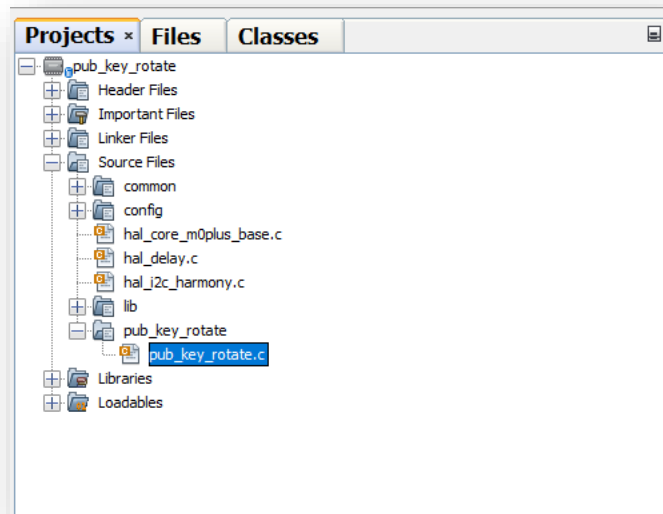 Projects × Files Classes
pub_key_rotate
Header Files
Important Files
Linker Files
Source Files
common
config
hal_core_m0plus_base.c
hal_delay.c
hal_i2c_harmony.c
lib
pub_key_rotate
pub_key_rotate.c
Libraries
Loadables